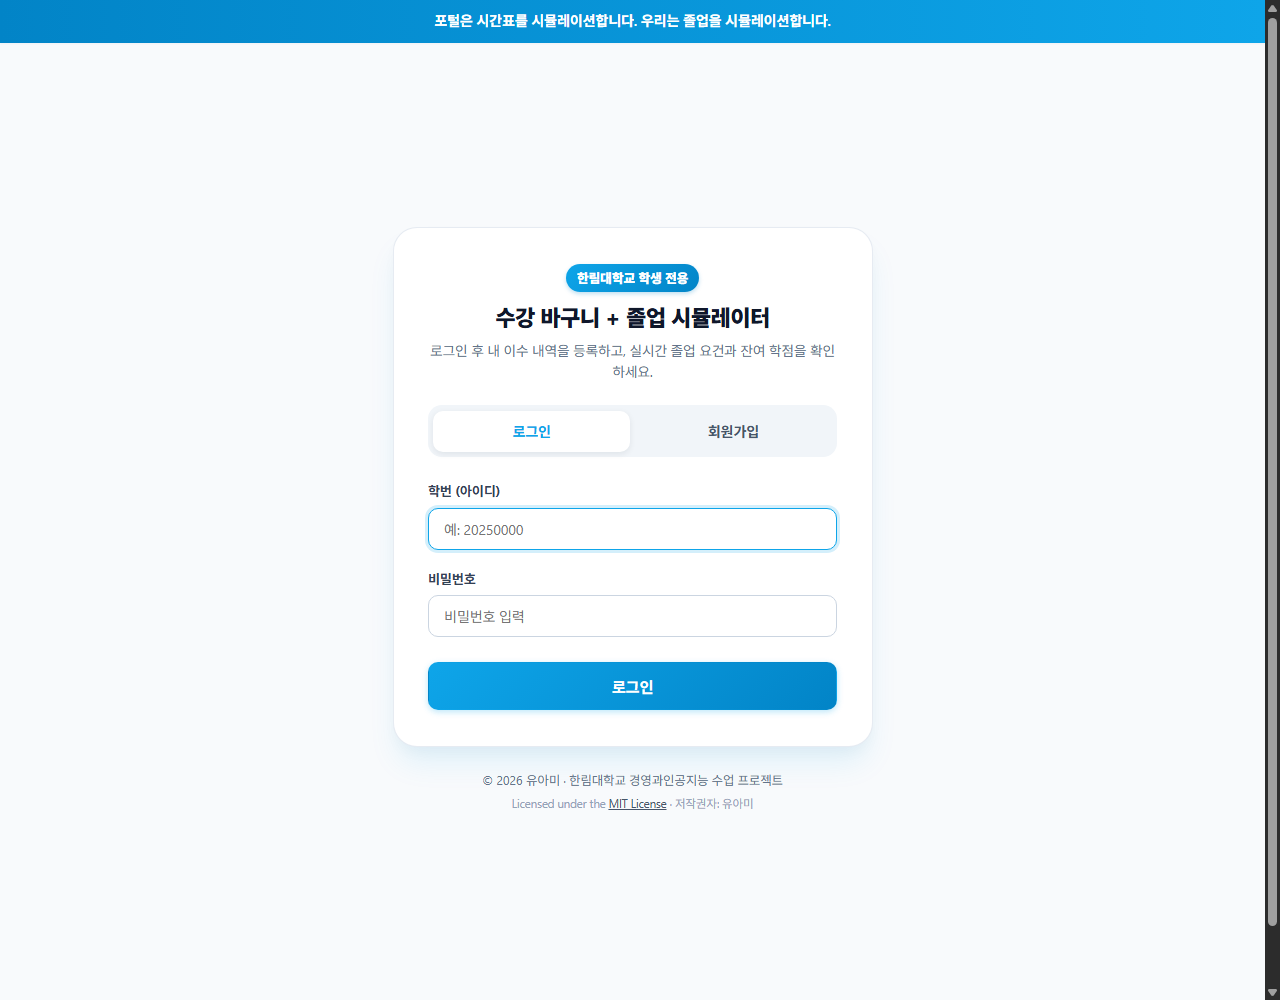 포털은 시간표를 시뮬레이션합니다. 우리는 졸업을 시뮬레이션합니다.
한림대학교 학생 전용
수강 바구니 + 졸업 시뮬레이터
로그인 후 내 이수 내역을 등록하고, 실시간 졸업 요건과 잔여 학점을 확인
하세요.
로그인 회원가입
학번 (아이디)
예: 20250000
비밀번호
비밀번호 입력
로그인
© 2026 유아미 · 한림대학교 경영과인공지능 수업 프로젝트
Licensed under the MIT License · 저작권자: 유아미